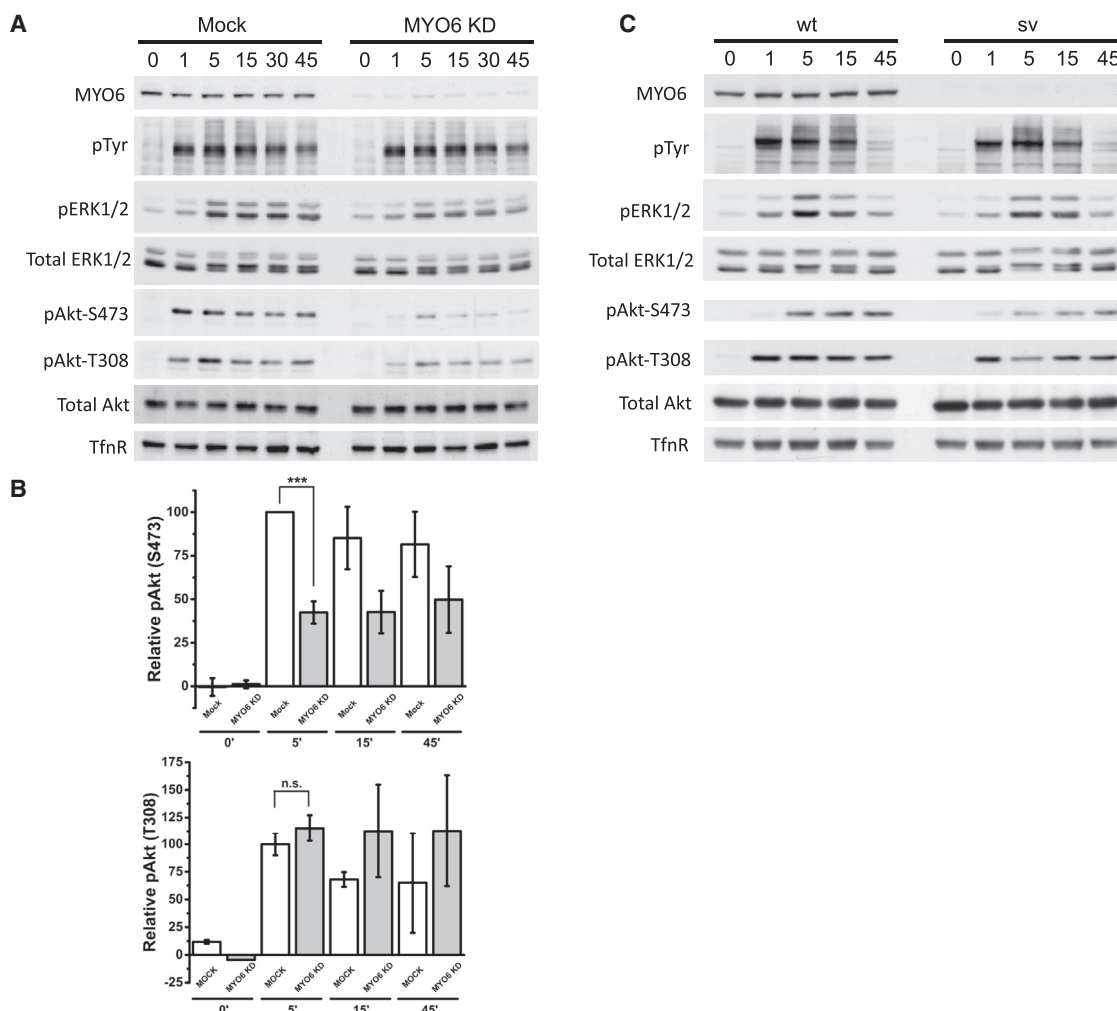 A
Mock
MYO6 KD
0 1 5 15 30 45 0 1 5 15 30 45
MYO6
pTyr
pERK1/2
Total ERK1/2
pAkt-S473
pAkt-T308
Total Akt
TfnR
C
wt
sv
0 1 5 15 45 0 1 5 15 45
MYO6
pTyr
pERK1/2
Total ERK1/2
pAkt-S473
pAkt-T308
Total Akt
TfnR
B
Relative pAkt (S473)
100
75
50
25
0
***
Mock MYO6 KD Mock MYO6 KD Mock MYO6 KD Mock MYO6 KD
0' 5' 15' 45'
Relative pAkt (T308)
175
150
125
100
75
50
25
0
-25
n.s.
MOCK MYO6 KD MOCK MYO6 KD MOCK MYO6 KD MOCK MYO6 KD
0' 5' 15' 45'